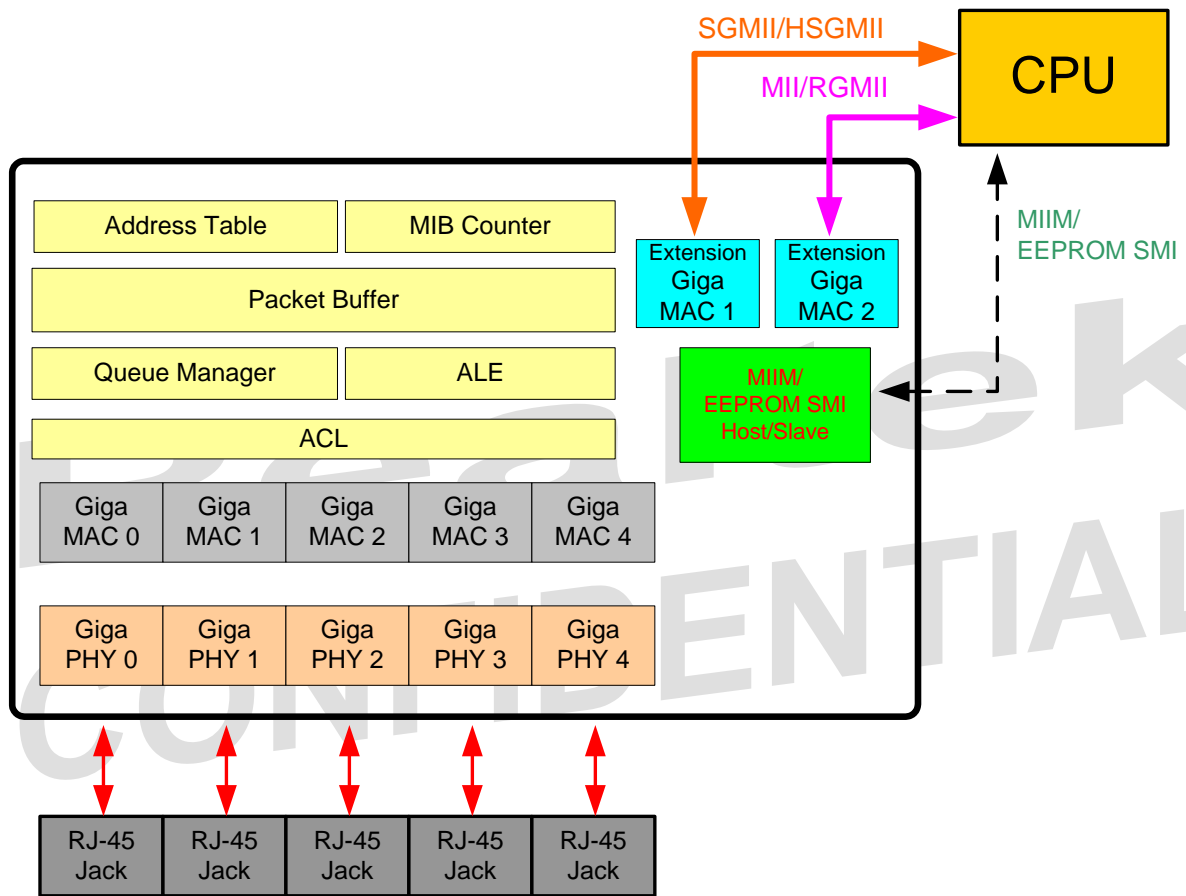 SGMII/HSGMII
CPU
MII/RGMII
MIIM/
EEPROM SMI
Address Table
MIB Counter
Extension
Giga
MAC 1
Extension
Giga
MAC 2
Packet Buffer
Queue Manager
ALE
MIIM/
EEPROM SMI
Host/Slave
ACL
Giga
MAC 0
Giga
MAC 1
Giga
MAC 2
Giga
MAC 3
Giga
MAC 4
Giga
PHY 0
Giga
PHY 1
Giga
PHY 2
Giga
PHY 3
Giga
PHY 4
CONFIDENTIAL
RJ-45
Jack
RJ-45
Jack
RJ-45
Jack
RJ-45
Jack
RJ-45
Jack